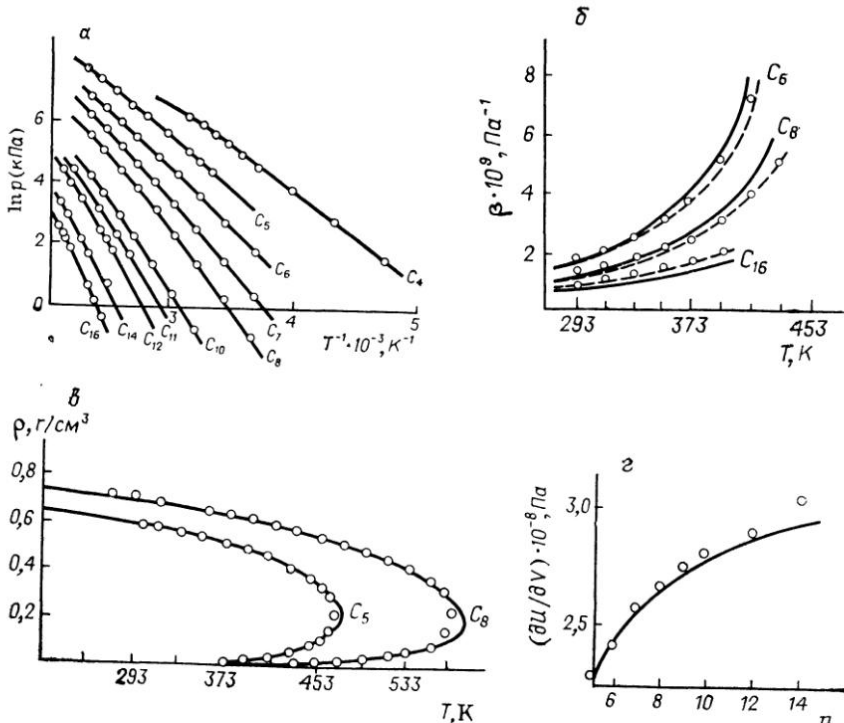 а
ln p (кПа)
6
4
2
0
C₅
C₆
C₄
C₁₆
C₁₄
C₁₂
C₁₁
3
C₁₀
C₈
C₇
4
5
T⁻¹·10⁻³, K⁻¹
б
β·10⁹, Па⁻¹
8
6
4
2
C₆
C₈
C₁₆
293
373
453
T, K
в
ρ, г/см³
0,8
0,6
0,4
0,2
C₅
C₈
293
373
453
533
T, K
г
(∂U/∂V)·10⁻⁸, Па
3,0
2,5
6
8
10
12
14
n